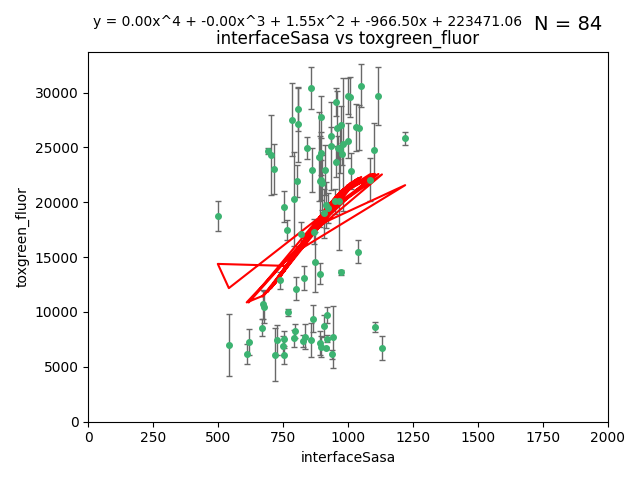 y = 0.00x^4 + -0.00x^3 + 1.55x^2 + -966.50x + 223471.06 N = 84
interfaceSasa vs toxgreen_fluor
30000
25000
20000
15000
10000
5000
0
toxgreen_fluor
0 250 500 750 1000 1250 1500 1750 2000
interfaceSasa